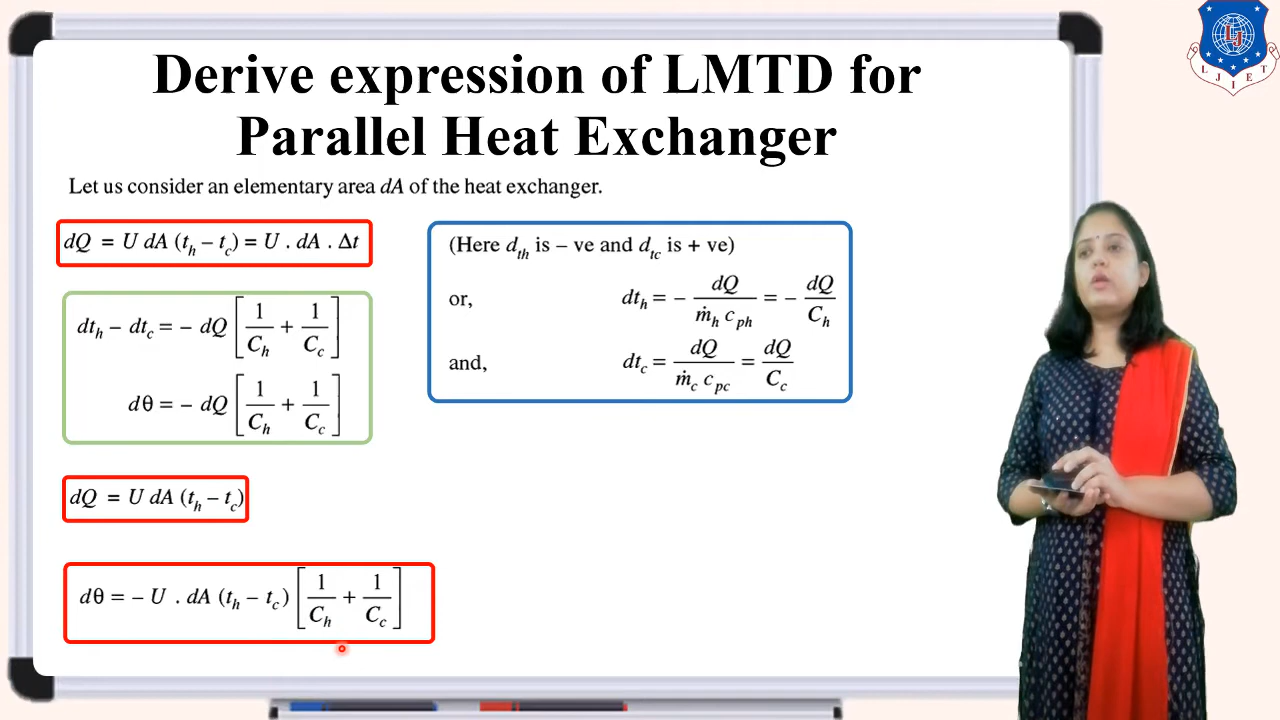 Derive expression of LMTD for
Parallel Heat Exchanger
Let us consider an elementary area dA of the heat exchanger.
dQ = U dA (t_h – t_c) = U . dA . Δt
dt_h – dt_c = – dQ [1/C_h + 1/C_c]
dθ = – dQ [1/C_h + 1/C_c]
(Here d_th is – ve and d_tc is + ve)
or, dt_h = – dQ/(ṁ_h c_ph) = – dQ/C_h
and, dt_c = dQ/(ṁ_c c_pc) = dQ/C_c
dQ = U dA (t_h – t_c)
dθ = – U . dA (t_h – t_c) [1/C_h + 1/C_c]
LJ
LJIET